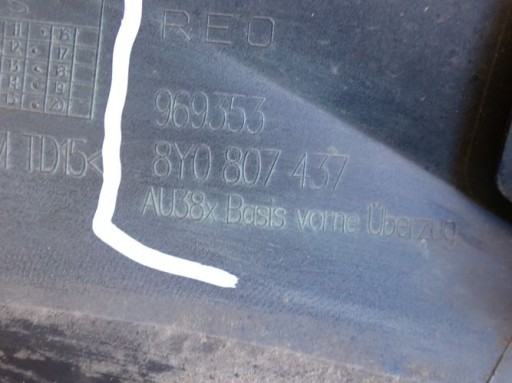 REO
969353
M TD15<
8Y0 807 437
AU38x Basis vorne Überzug